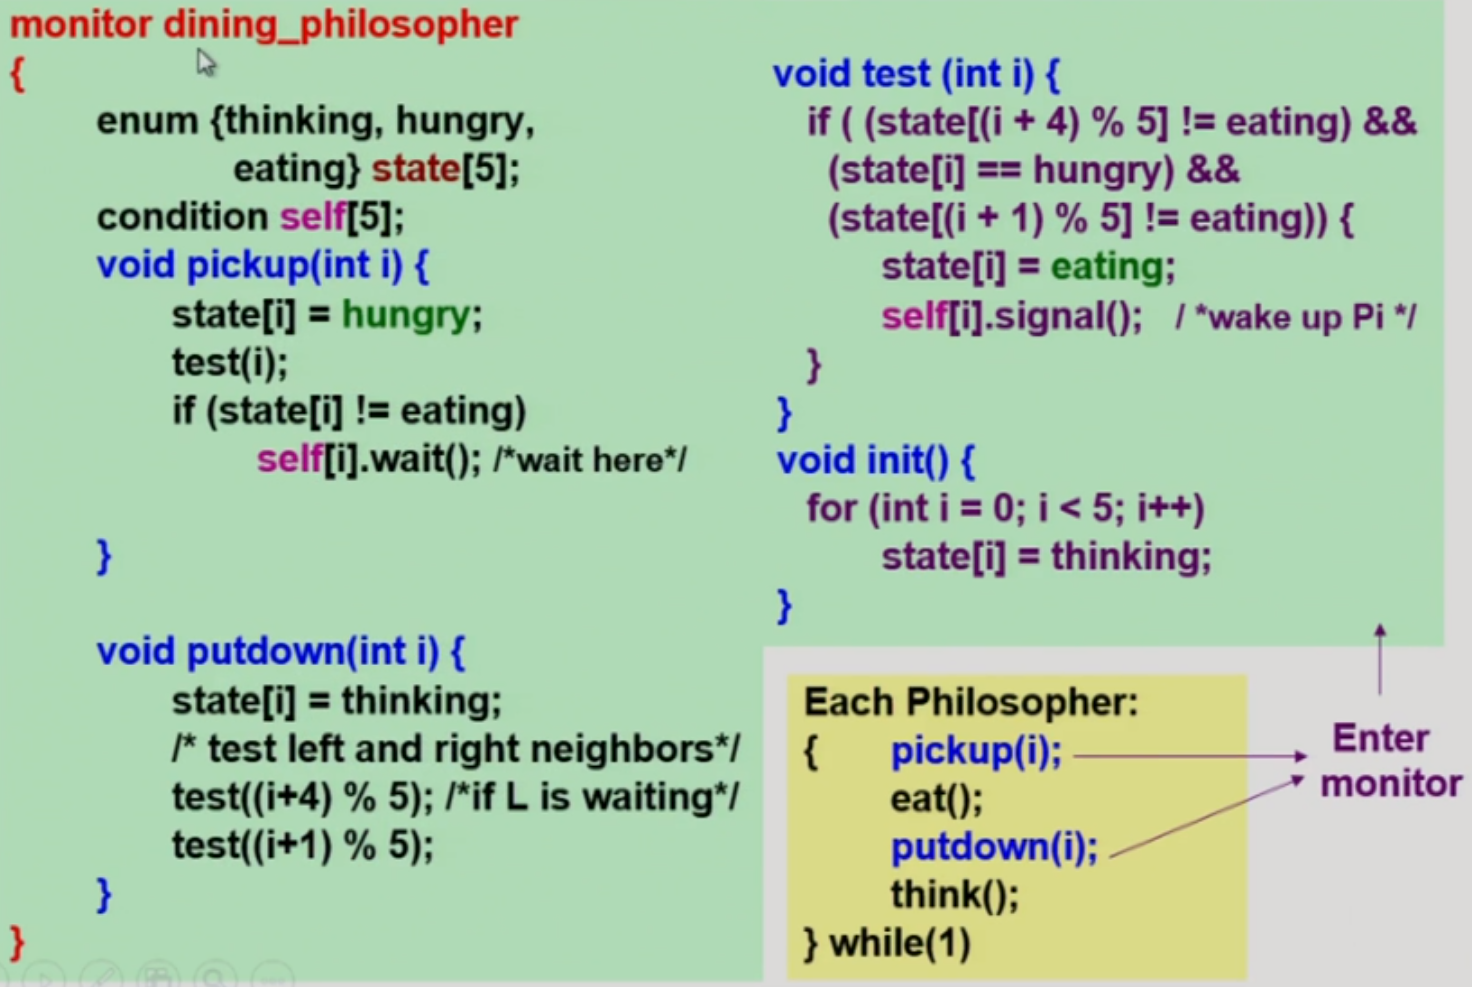 monitor dining_philosopher
{
enum {thinking, hungry,
eating} state[5];
condition self[5];
void pickup(int i) {
state[i] = hungry;
test(i);
if (state[i] != eating)
self[i].wait(); /*wait here*/
}
void putdown(int i) {
state[i] = thinking;
/* test left and right neighbors*/
test((i+4) % 5); /*if L is waiting*/
test((i+1) % 5);
}
}
void test (int i) {
if ( (state[(i + 4) % 5] != eating) &&
(state[i] == hungry) &&
(state[(i + 1) % 5] != eating)) {
state[i] = eating;
self[i].signal(); / *wake up Pi */
}
}
void init() {
for (int i = 0; i < 5; i++)
state[i] = thinking;
}
Each Philosopher:
{ pickup(i);
eat();
putdown(i);
think();
} while(1)
Enter
monitor